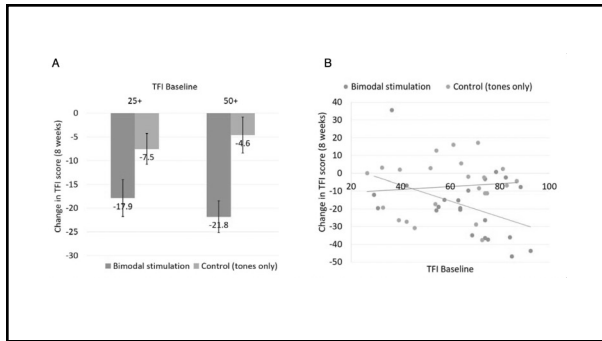 A
TFI Baseline
25+ 50+
0
-5
-10
-15
-20
-25
-30
Change in TFI score (8 weeks)
-17.9
-7.5
-21.8
-4.6
Bimodal stimulation Control (tones only)
B
Bimodal stimulation Control (tones only)
40
30
20
10
0
-10
-20
-30
-40
-50
Change in TFI score (8 weeks)
20 40 60 80 100
TFI Baseline